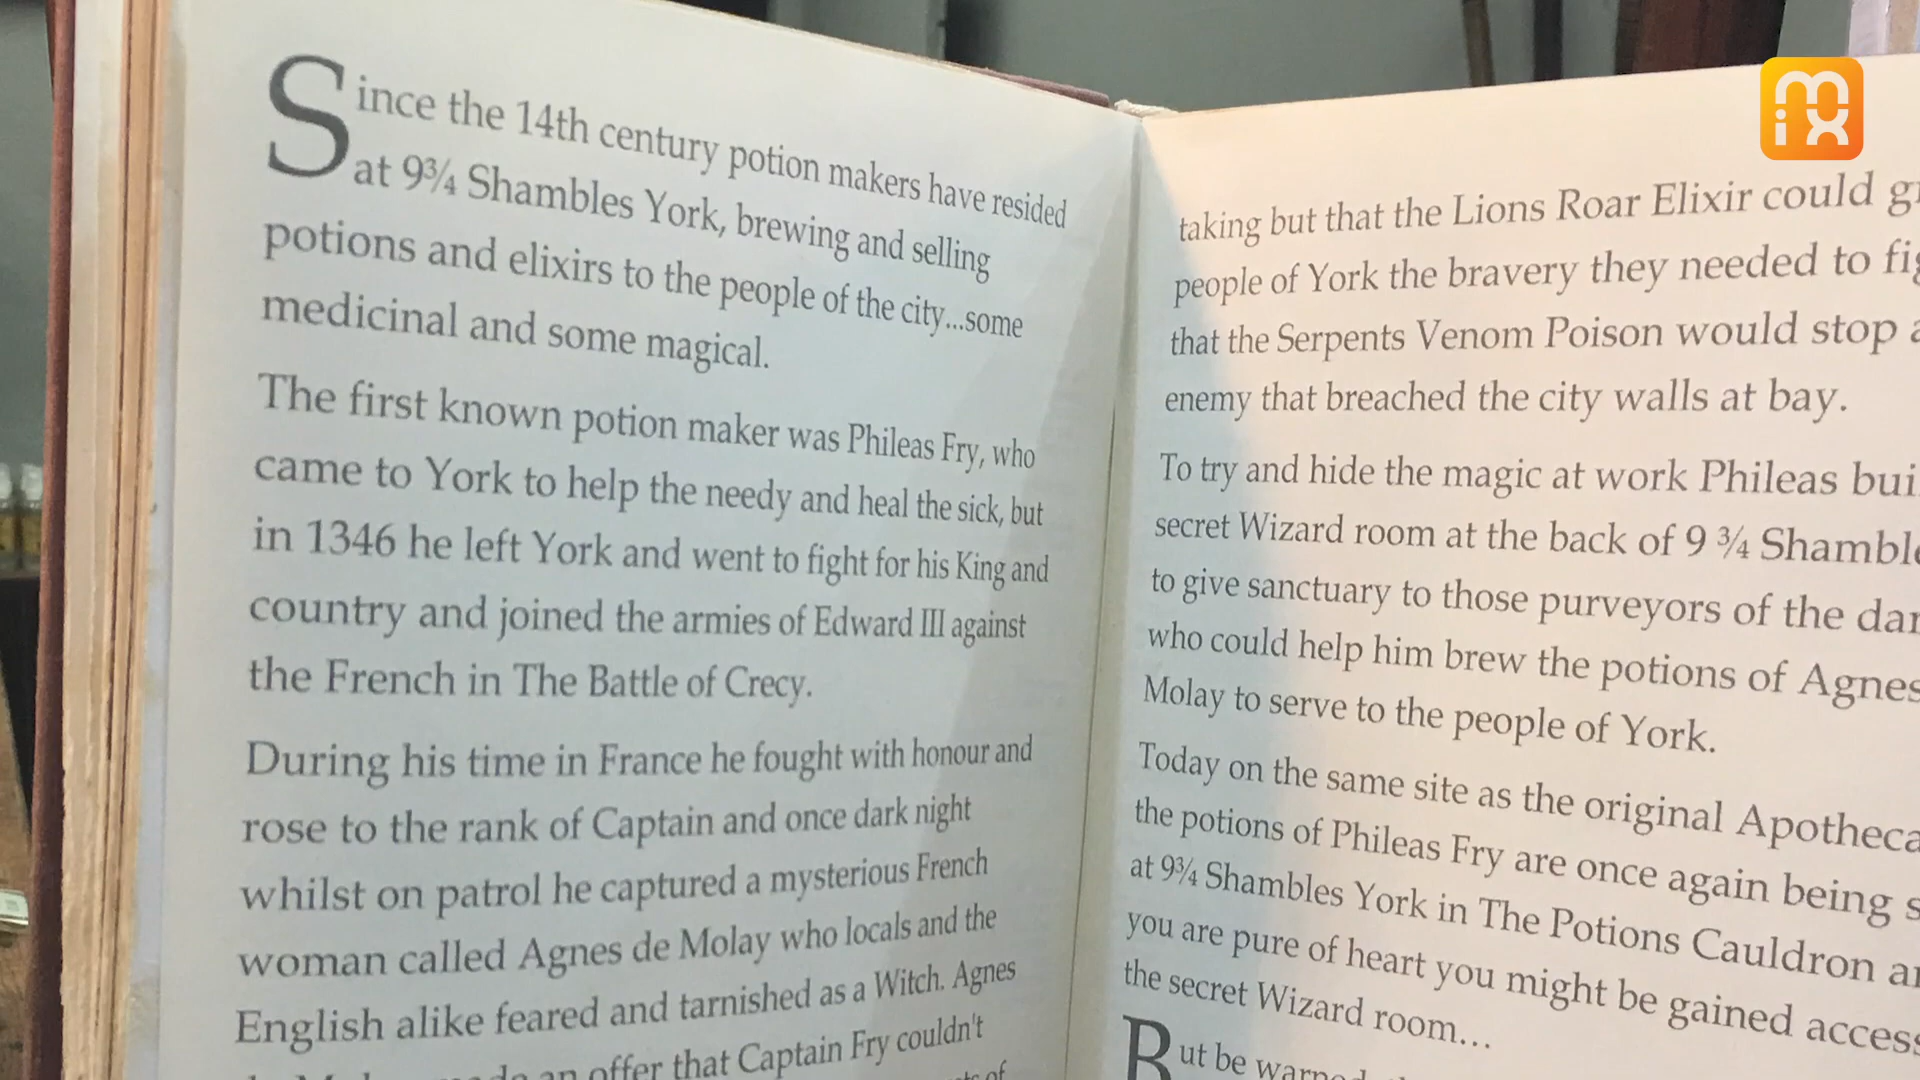 Since the 14th century potion makers have resided
at 9¾ Shambles York, brewing and selling
potions and elixirs to the people of the city...some
medicinal and some magical.
The first known potion maker was Phileas Fry, who
came to York to help the needy and heal the sick, but
in 1346 he left York and went to fight for his King and
country and joined the armies of Edward III against
the French in The Battle of Crecy.
During his time in France he fought with honour and
rose to the rank of Captain and once dark night
whilst on patrol he captured a mysterious French
woman called Agnes de Molay who locals and the
English alike feared and tarnished as a Witch. Agnes
an offer that Captain Fry couldn't
of
taking but that the Lions Roar Elixir could
people of York the bravery they needed to
that the Serpents Venom Poison would stop
enemy that breached the city walls at bay.
To try and hide the magic at work Phileas
secret Wizard room at the back of 9 ¾
to give sanctuary to those purveyors of the
who could help him brew the potions of Agnes
Molay to serve to the people of York.
Today on the same site as the original
the potions of Phileas Fry are once again being
at 9¾ Shambles York in The Potions Cauldron
you are pure of heart you might be gained access
the secret Wizard room...
But be
mix